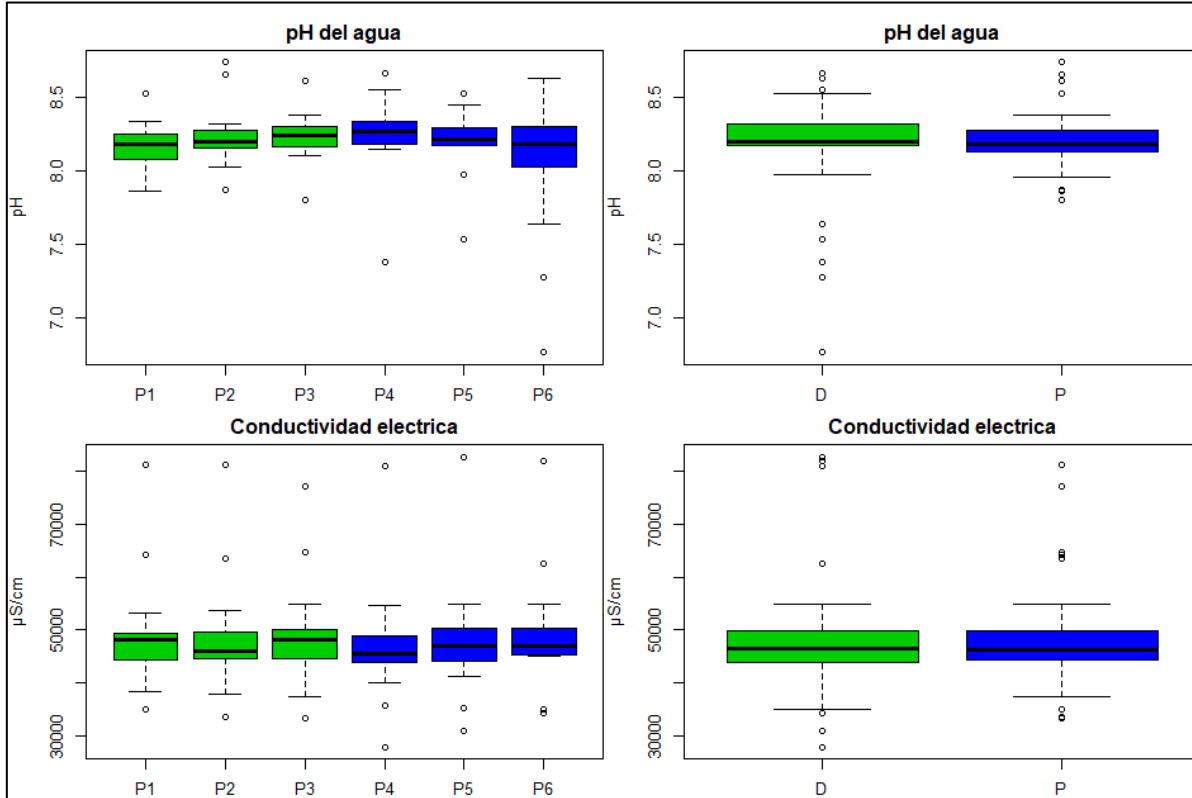 pH del agua
pH
8.5
8.0
7.5
7.0
P1 P2 P3 P4 P5 P6
pH del agua
pH
8.5
8.0
7.5
7.0
D P
Conductividad electrica
µS/cm
70000
50000
30000
P1 P2 P3 P4 P5 P6
Conductividad electrica
µS/cm
70000
50000
30000
D P